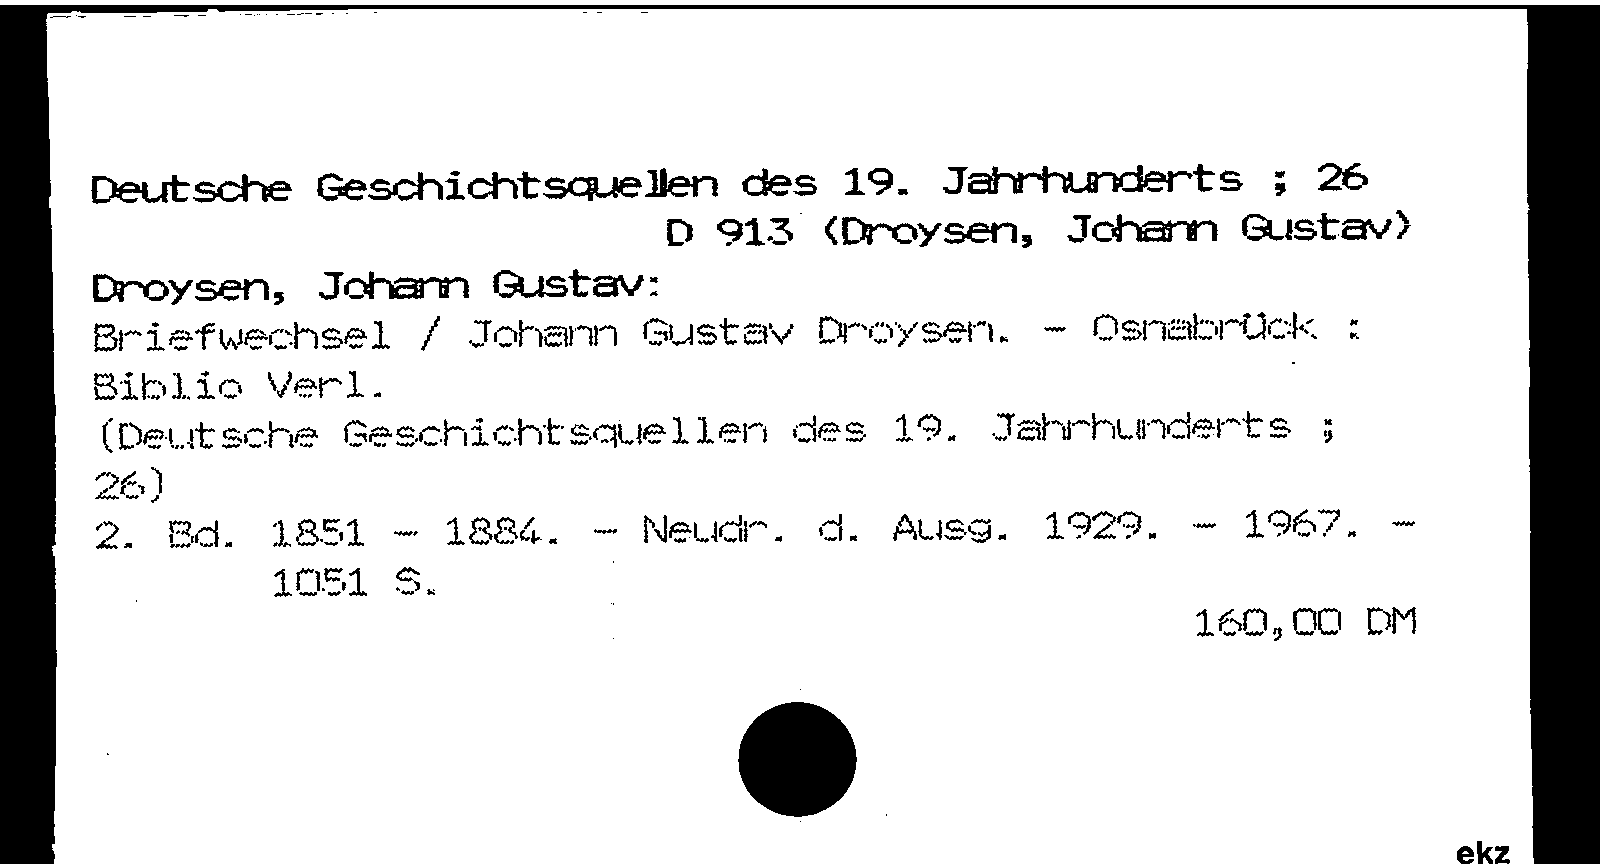 Deutsche Geschichtsquellen des 19. Jahrhunderts ; 26
D 913 (Droysen, Johann Gustav)
Droysen, Johann Gustav:
Briefwechsel / Johann Gustav Droysen. - Osnabrück :
Biblio Verl.
(Deutsche Geschichtsquellen des 19. Jahrhunderts ;
26)
2. Bd. 1851 - 1884. - Neudr. d. Ausg. 1929. - 1967. -
1051 S.
160,00 DM
ekz